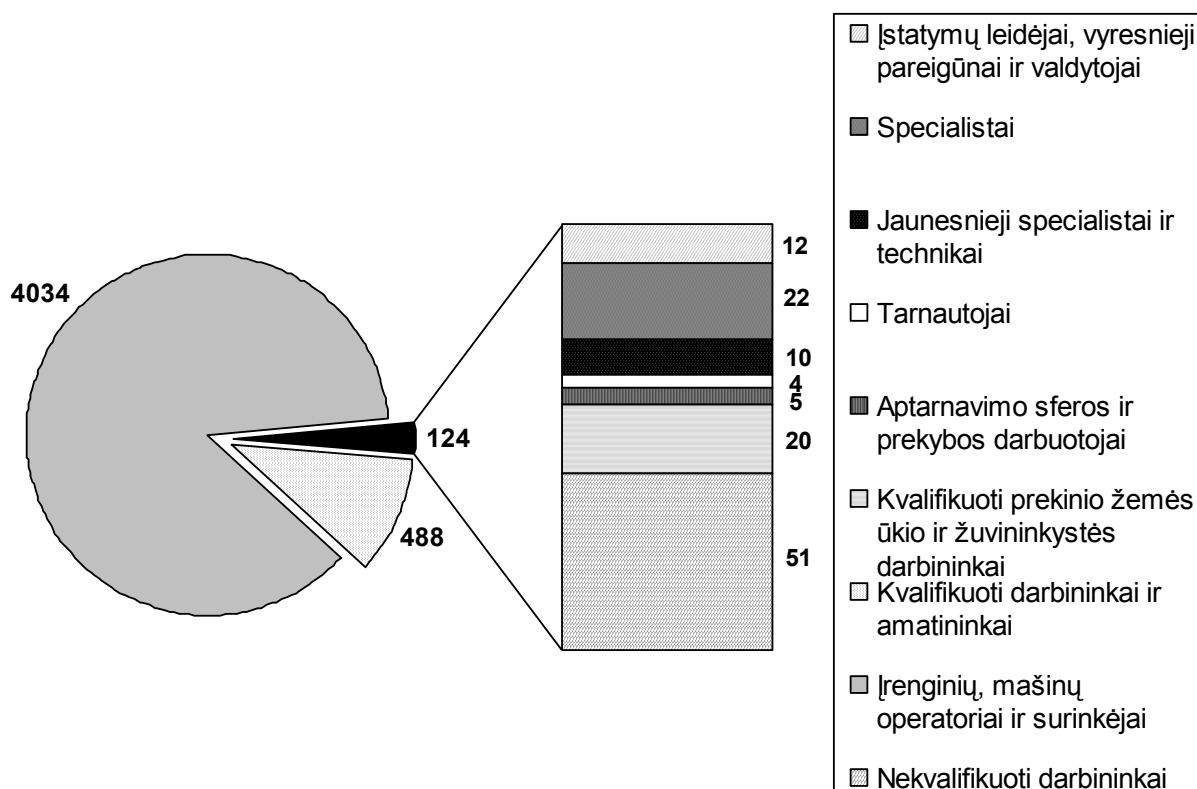 4034
124
488
12
22
10
4
5
20
51
Įstatymų leidėjai, vyresnieji
pareigūnai ir valdytojai
Specialistai
Jaunesnieji specialistai ir
technikai
Tarnautojai
Aptarnavimo sferos ir
prekybos darbuotojai
Kvalifikuoti prekinio žemės
ūkio ir žuvininkystės
darbininkai
Kvalifikuoti darbininkai ir
amatininkai
Įrenginių, mašinų
operatoriai ir surinkėjai
Nekvalifikuoti darbininkai